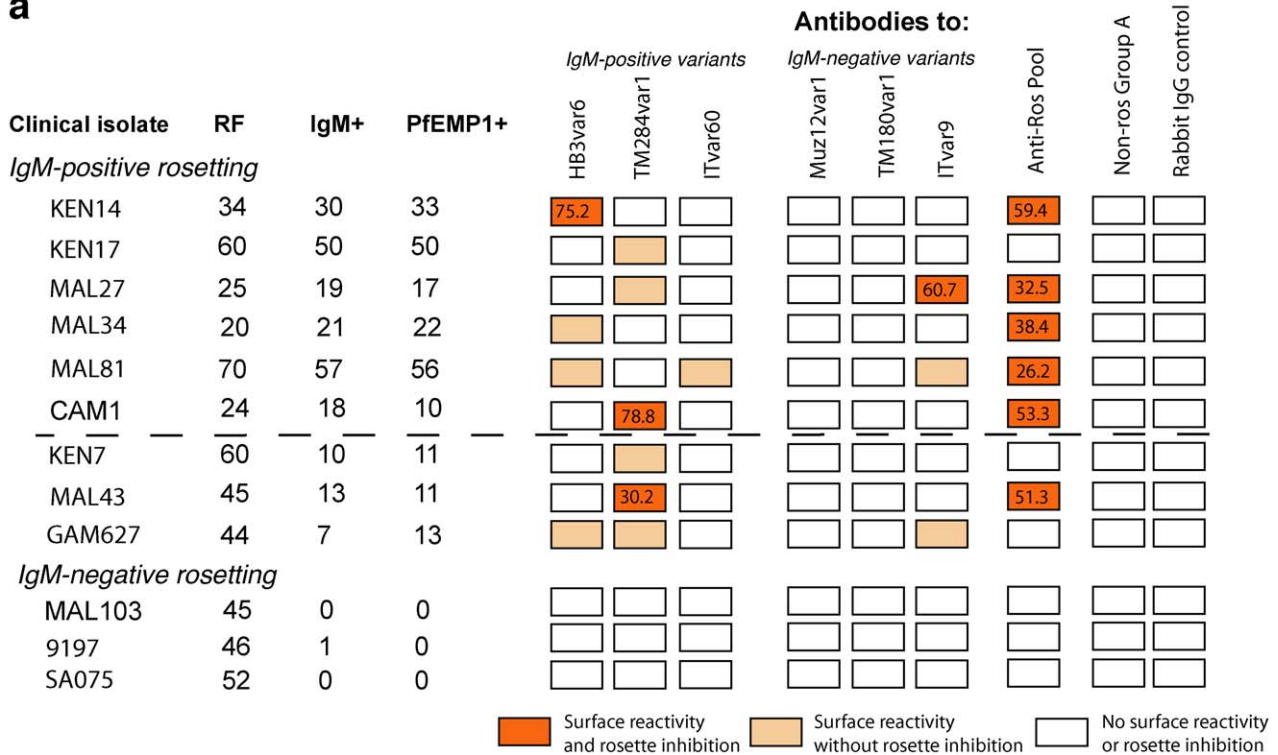 a
Antibodies to:
IgM-positive variants IgM-negative variants
Clinical isolate RF IgM+ PfEMP1+ HB3var6 TM284var1 ITvar60 Muz12var1 TM180var1 ITvar9 Anti-Ros Pool Non-ros Group A Rabbit IgG control
IgM-positive rosetting
KEN14 34 30 33 75.2 59.4
KEN17 60 50 50
MAL27 25 19 17 60.7 32.5
MAL34 20 21 22 38.4
MAL81 70 57 56 26.2
CAM1 24 18 10 78.8 53.3
KEN7 60 10 11
MAL43 45 13 11 30.2 51.3
GAM627 44 7 13
IgM-negative rosetting
MAL103 45 0 0
9197 46 1 0
SA075 52 0 0
Surface reactivity Surface reactivity No surface reactivity
and rosette inhibition without rosette inhibition or rosette inhibition